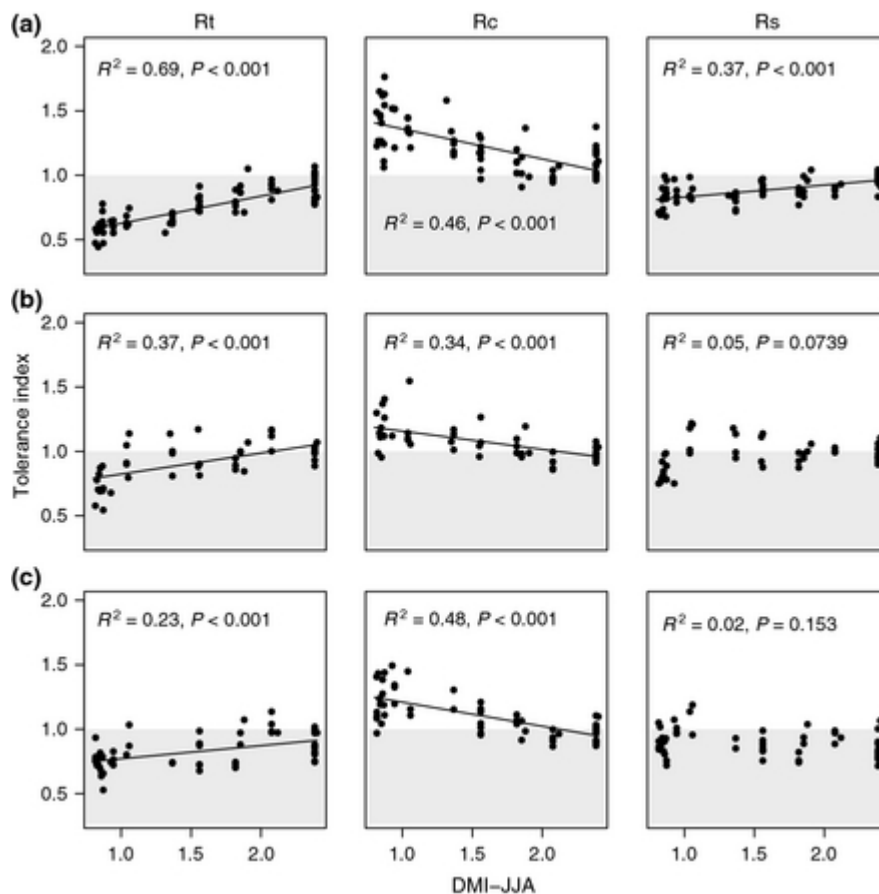 (a) Rt Rc Rs
2.0
R² = 0.69, P < 0.001
R² = 0.37, P < 0.001
1.5
1.0
R² = 0.46, P < 0.001
0.5
(b)
2.0
R² = 0.37, P < 0.001
R² = 0.34, P < 0.001
R² = 0.05, P = 0.0739
1.5
Tolerance index
1.0
0.5
(c)
2.0
R² = 0.23, P < 0.001
R² = 0.48, P < 0.001
R² = 0.02, P = 0.153
1.5
1.0
0.5
1.0 1.5 2.0 1.0 1.5 2.0 1.0 1.5 2.0
DMI–JJA